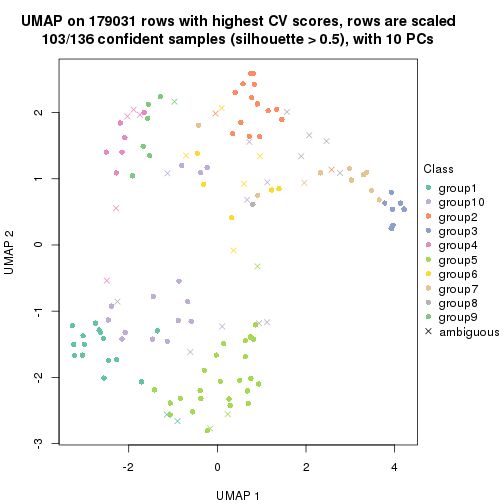 UMAP on 179031 rows with highest CV scores, rows are scaled
103/136 confident samples (silhouette > 0.5), with 10 PCs
UMAP 2
2
1
0
-1
-2
-3
-2
0
2
4
UMAP 1
Class
group1
group10
group2
group3
group4
group5
group6
group7
group8
group9
ambiguous